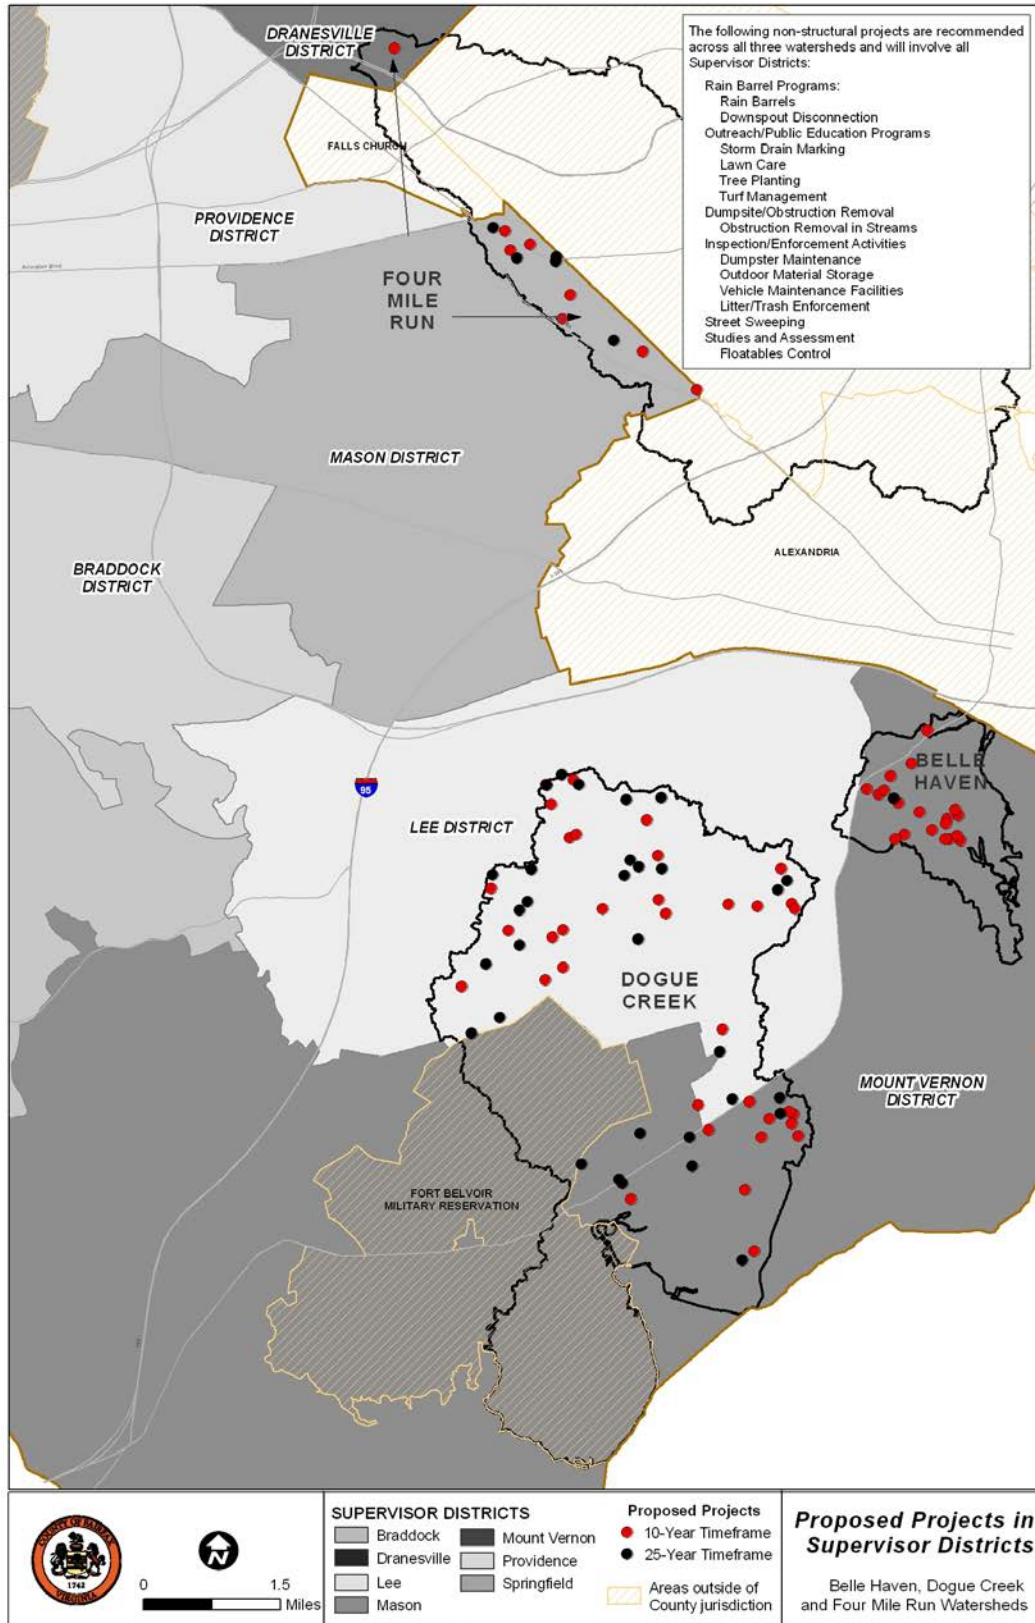 DRANESVILLE
DISTRICT
The following non-structural projects are recommended
across all three watersheds and will involve all
Supervisor Districts:
Rain Barrel Programs:
Rain Barrels
Downspout Disconnection
Outreach/Public Education Programs
Storm Drain Marking
Lawn Care
Tree Planting
Turf Management
Dumpsite/Obstruction Removal
Obstruction Removal in Streams
Inspection/Enforcement Activities
Dumpster Maintenance
Outdoor Material Storage
Vehicle Maintenance Facilities
Litter/Trash Enforcement
Street Sweeping
Studies and Assessment
Floatables Control
FALLS CHURCH
PROVIDENCE
DISTRICT
FOUR
MILE
RUN
MASON DISTRICT
ALEXANDRIA
BRADDOCK
DISTRICT
BELLE
HAVEN
95
LEE DISTRICT
DOGUE
CREEK
MOUNT VERNON
DISTRICT
FORT BELVOIR
MILITARY RESERVATION
COUNTY OF FAIRFAX
1742
VIRGINIA
N
0 1.5
Miles
SUPERVISOR DISTRICTS
Braddock
Dranesville
Lee
Mason
Mount Vernon
Providence
Springfield
Proposed Projects
10-Year Timeframe
25-Year Timeframe
Areas outside of
County jurisdiction
Proposed Projects in
Supervisor Districts
Belle Haven, Dogue Creek
and Four Mile Run Watersheds